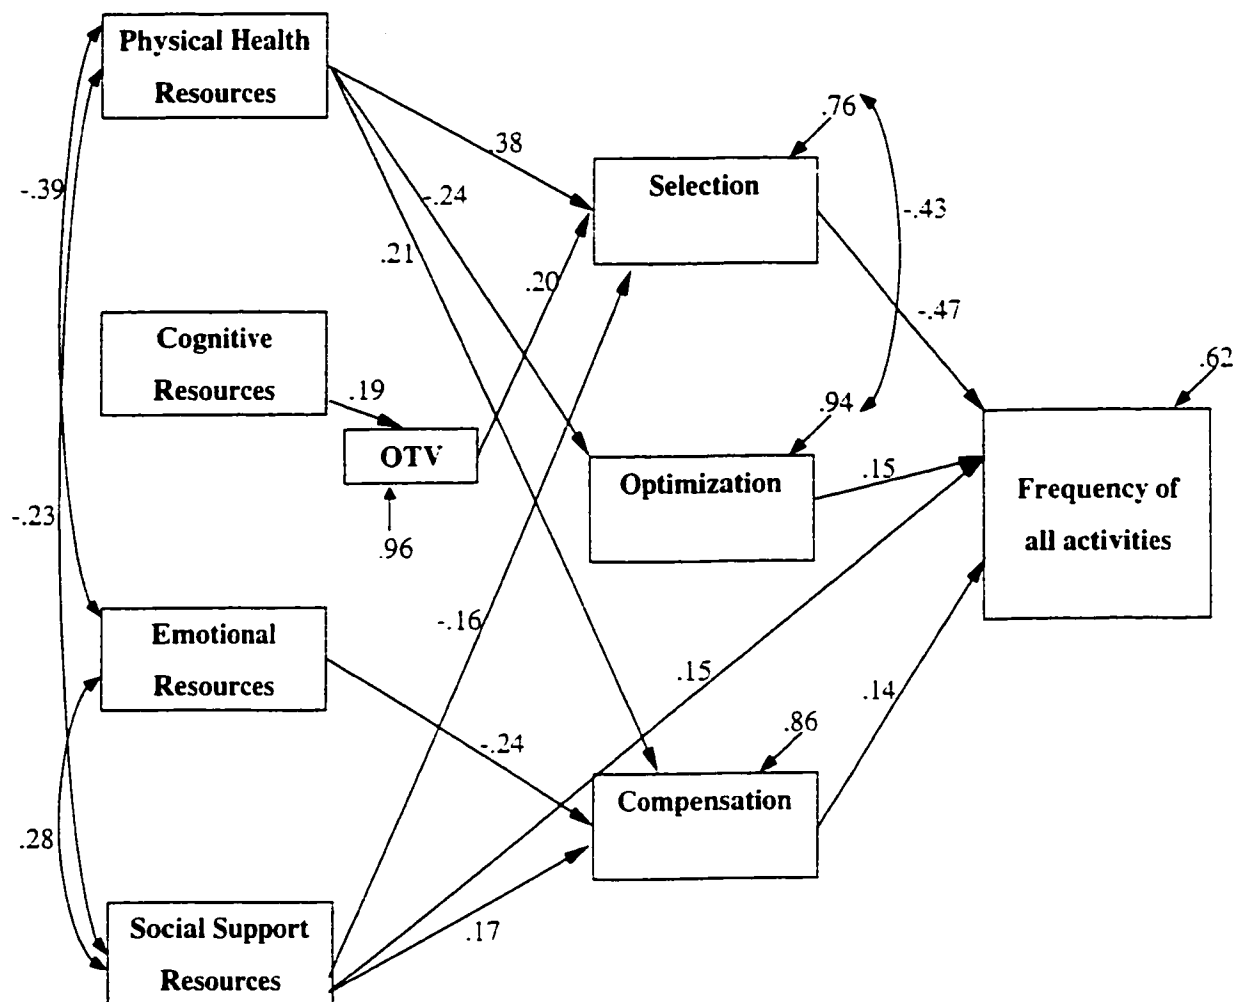 Physical Health
Resources
.76
.38
Selection
-.39
-.24
-.43
.21
.20
-.47
Cognitive
Resources
.62
.19
.94
OTV
Optimization
.15
Frequency of
all activities
-.23
.96
Emotional
Resources
-.16
.15
.14
.86
-.24
Compensation
.28
Social Support
Resources
.17